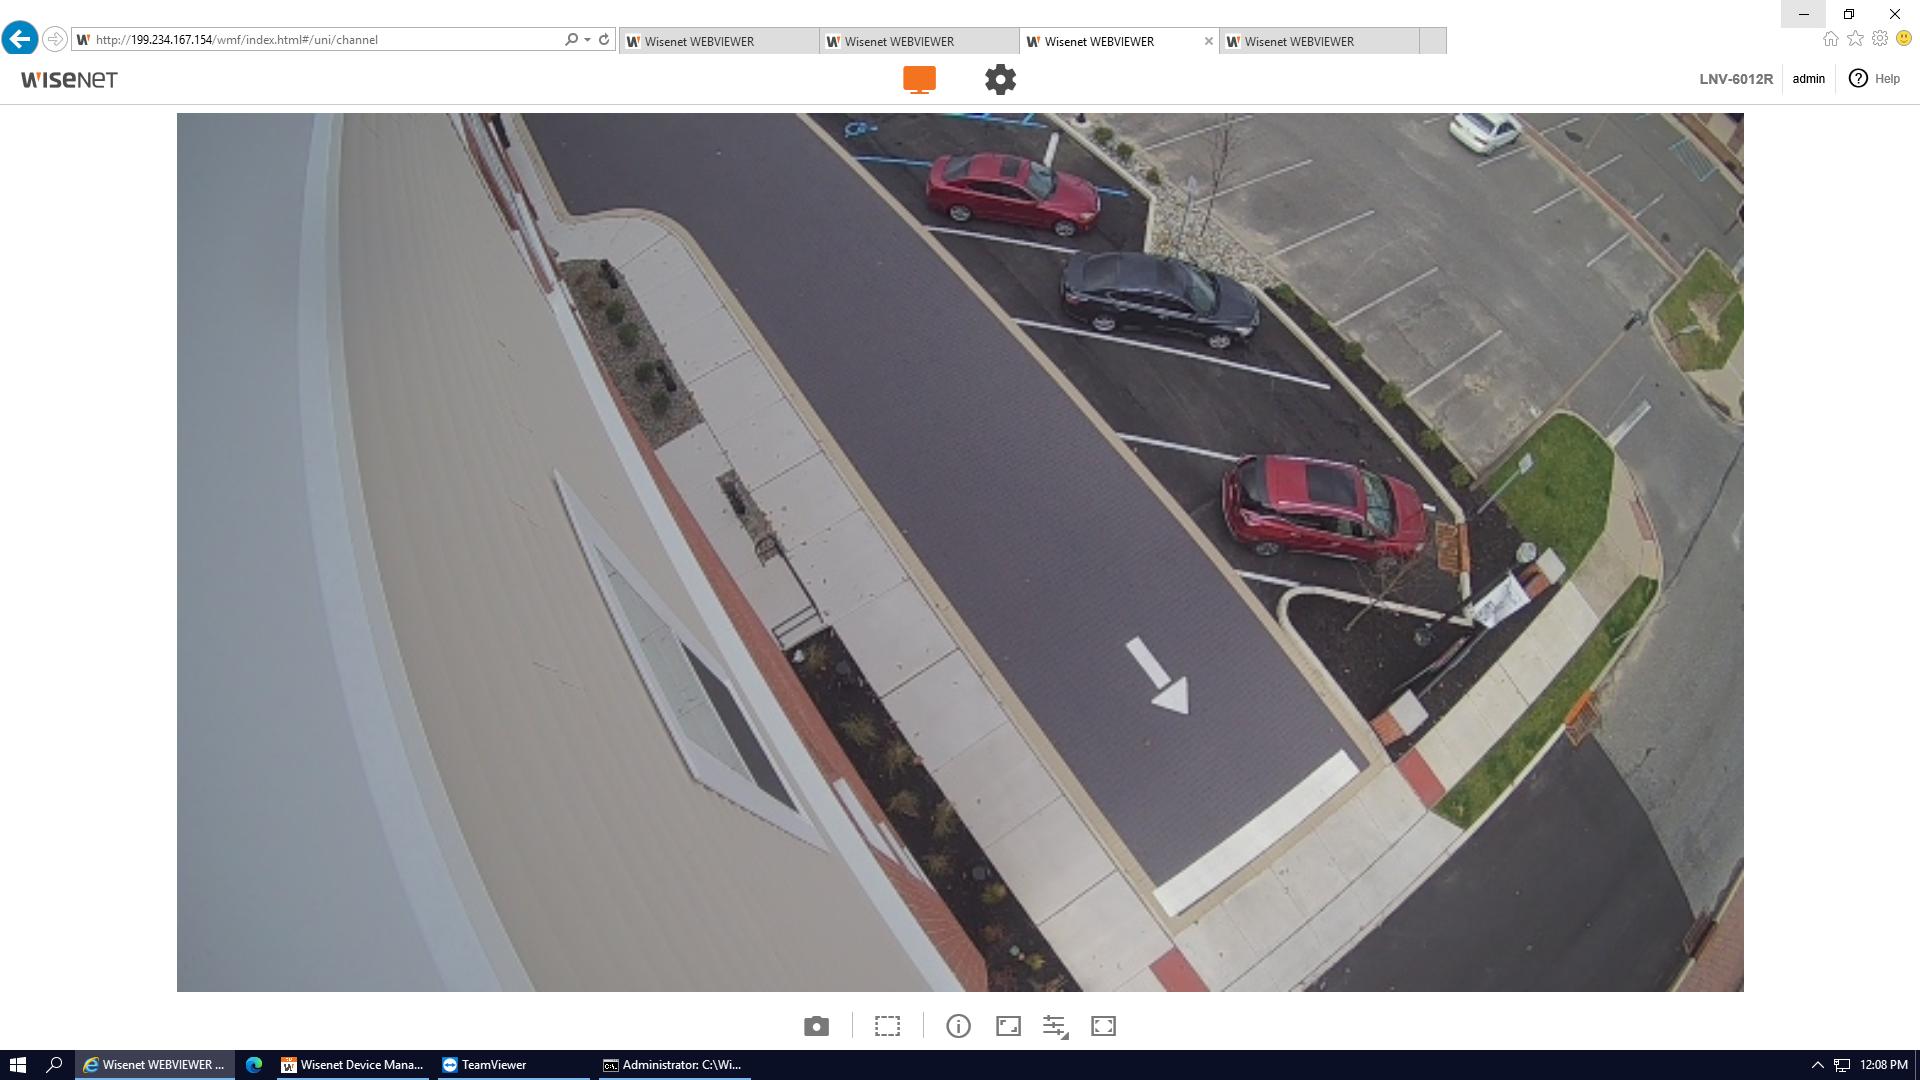 http://199.234.167.154/wmf/index.html#/uni/channel
Wisenet WEBVIEWER
Wisenet WEBVIEWER
Wisenet WEBVIEWER
Wisenet WEBVIEWER
WISENET
LNV-6012R
admin
? Help
Wisenet WEBVIEWER ...
Wisenet Device Mana...
TeamViewer
Administrator: C:\Wi...
12:08 PM